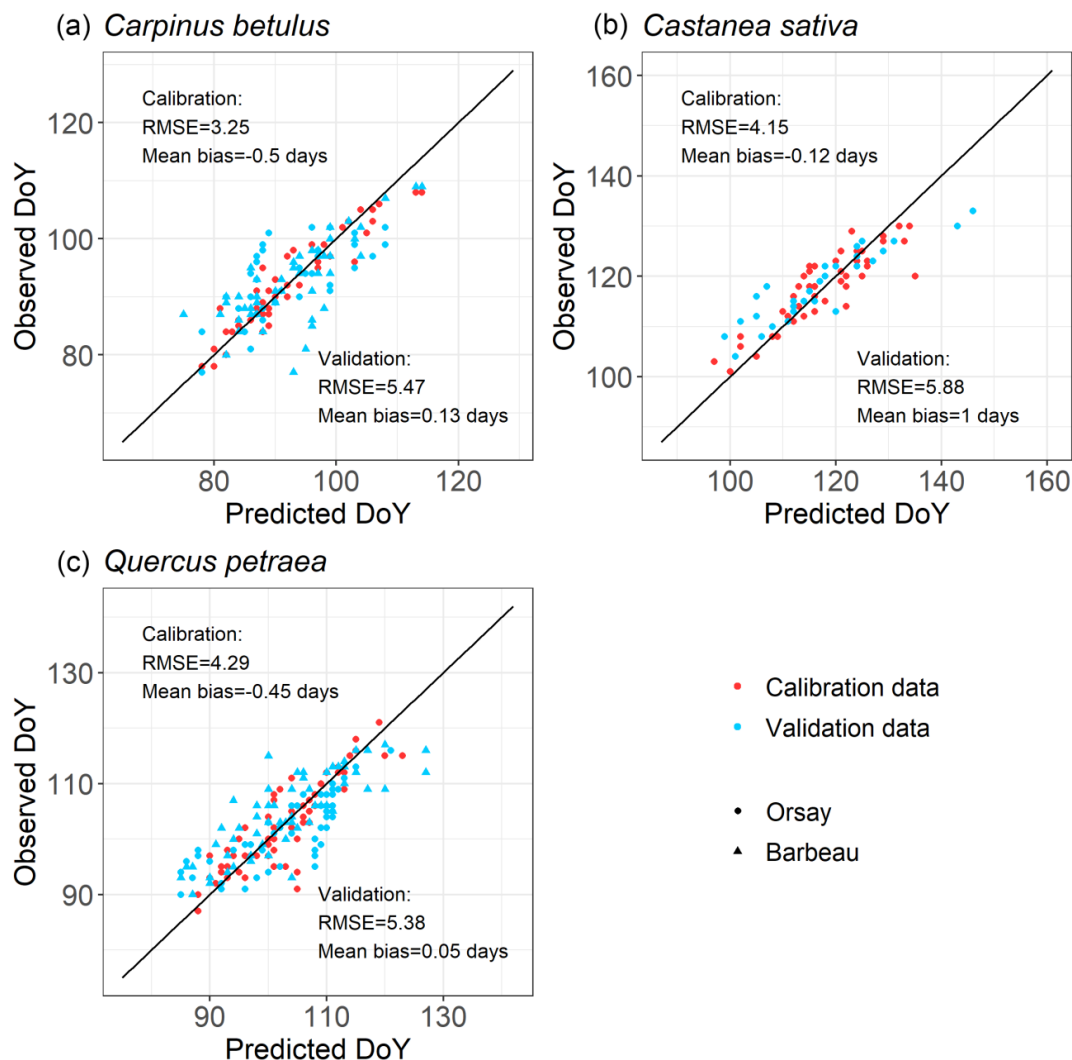 (a) Carpinus betulus
Observed DoY
120
100
80
Calibration:
RMSE=3.25
Mean bias=-0.5 days
Validation:
RMSE=5.47
Mean bias=0.13 days
80 100 120
Predicted DoY
(b) Castanea sativa
Observed DoY
160
140
120
100
Calibration:
RMSE=4.15
Mean bias=-0.12 days
Validation:
RMSE=5.88
Mean bias=1 days
100 120 140 160
Predicted DoY
(c) Quercus petraea
Observed DoY
130
110
90
Calibration:
RMSE=4.29
Mean bias=-0.45 days
Validation:
RMSE=5.38
Mean bias=0.05 days
90 110 130
Predicted DoY
Calibration data
Validation data
Orsay
Barbeau